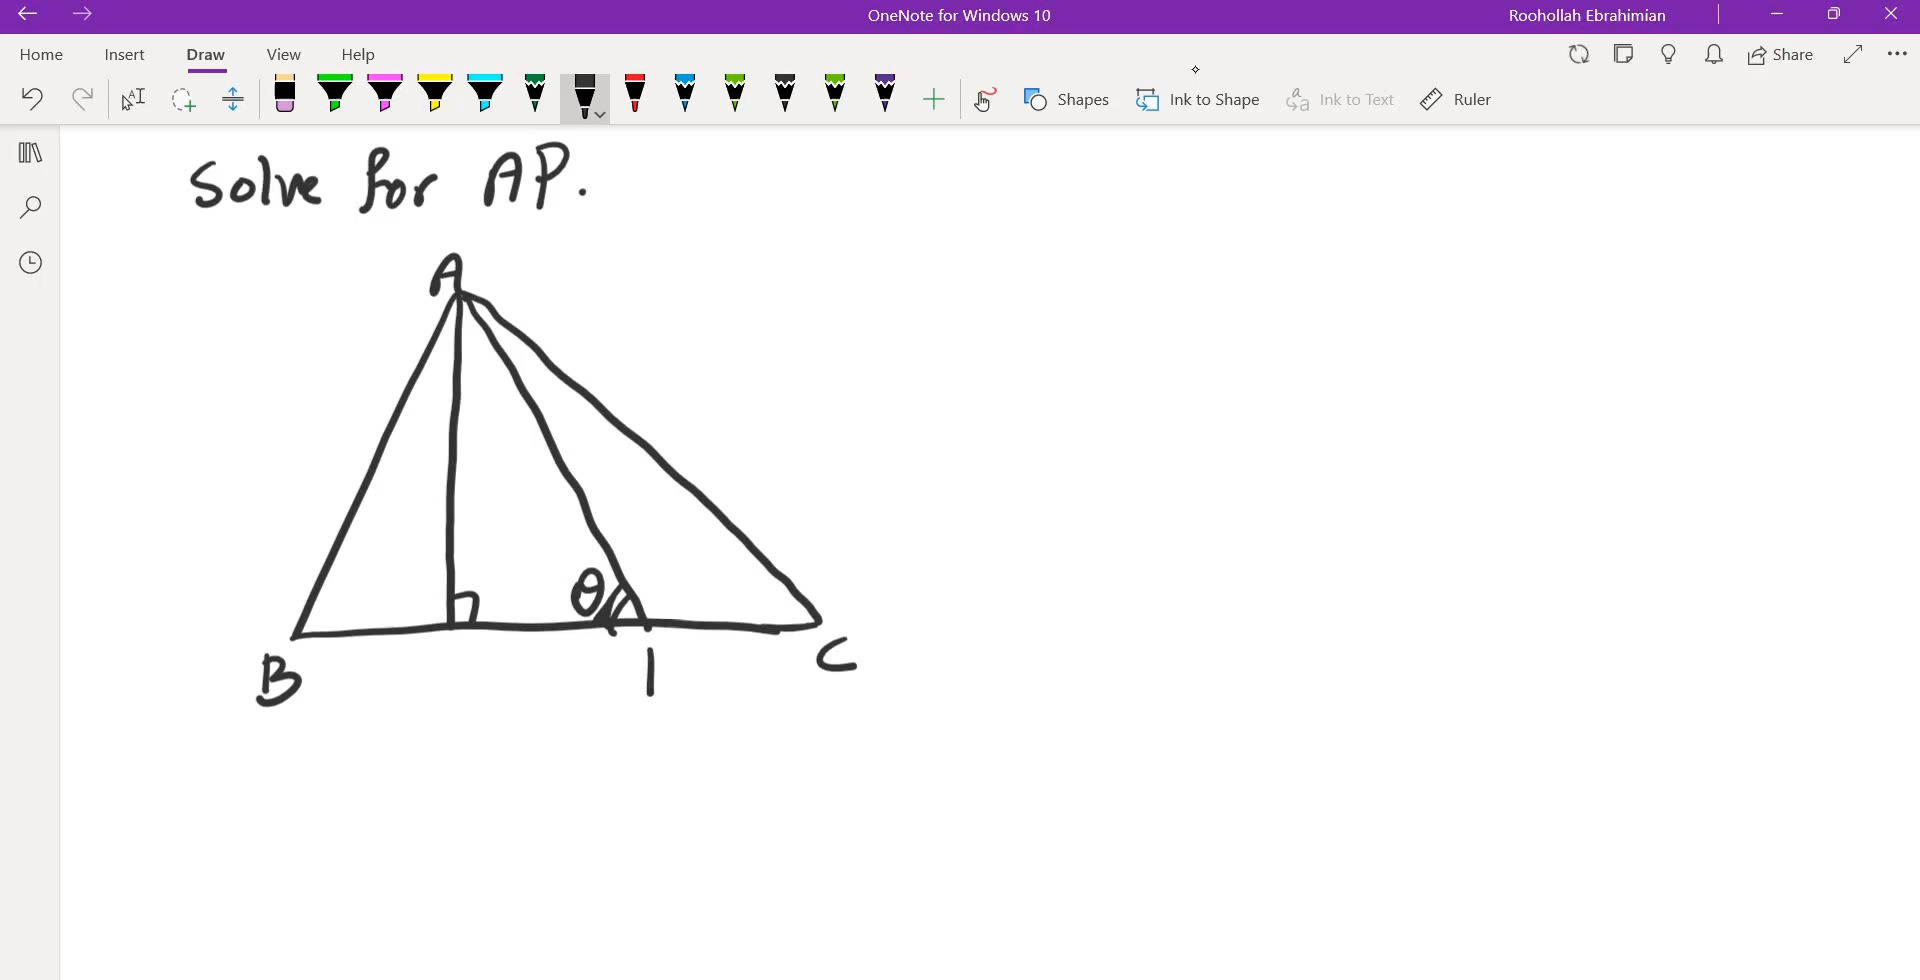 OneNote for Windows 10
Roohollah Ebrahimian
Home Insert Draw View Help
Share
Shapes
Ink to Shape
Ink to Text
Ruler
Solve for AP.
A
θ
B
1
C